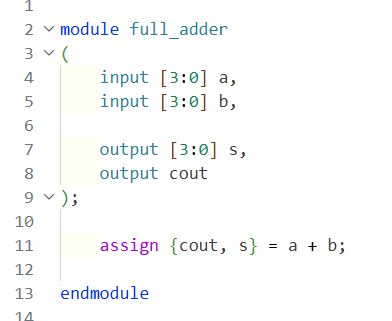 1
2 module full_adder
3 (
4 input [3:0] a,
5 input [3:0] b,
6
7 output [3:0] s,
8 output cout
9 );
10
11 assign {cout, s} = a + b;
12
13 endmodule
14